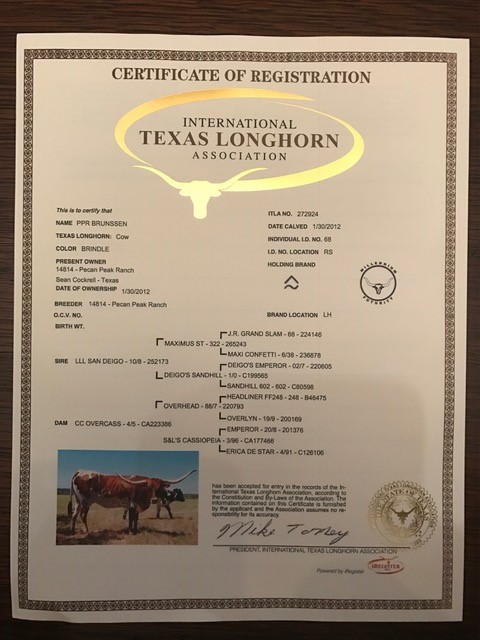 CERTIFICATE OF REGISTRATION
INTERNATIONAL
TEXAS LONGHORN
ASSOCIATION
This is to certify that
NAME PPR BRUNSSEN
TEXAS LONGHORN: Cow
COLOR BRINDLE
PRESENT OWNER
14814 - Pecan Peak Ranch
Sean Cockrell - Texas
DATE OF OWNERSHIP 1/30/2012
BREEDER 14814 - Pecan Peak Ranch
O.C.V. NO.
BIRTH WT.
ITLA NO. 272924
DATE CALVED 1/30/2012
INDIVIDUAL I.D. NO. 68
I.D. NO. LOCATION RS
HOLDING BRAND
MILLENNIUM
FUTURITY
BRAND LOCATION LH
J.R. GRAND SLAM - 68 - 224146
MAXIMUS ST - 322 - 265243
MAXI CONFETTI - 6/38 - 236878
SIRE LLL SAN DEIGO - 10/8 - 252173
DEIGO'S EMPEROR - 02/7 - 220605
DEIGO'S SANDHILL - 1/0 - C199565
SANDHILL 602 - 602 - C80598
HEADLINER FF248 - 248 - B46475
OVERHEAD - 88/7 - 220793
OVERLYN - 19/9 - 200169
DAM CC OVERCASS - 4/5 - CA223386
EMPEROR - 20/8 - 201376
S&L'S CASSIOPEIA - 3/96 - CA177466
ERICA DE STAR - 4/91 - C126106
has been accepted for entry in the records of the In-
ternational Texas Longhorn Association, according to
the Constitution and By-Laws of the Association. The
information contained on this Certificate is furnished
by the applicant and the Association assumes no re-
sponsibility for its accuracy.
Mike Toney
PRESIDENT, INTERNATIONAL TEXAS LONGHORN ASSOCIATION
Powered by iRegister